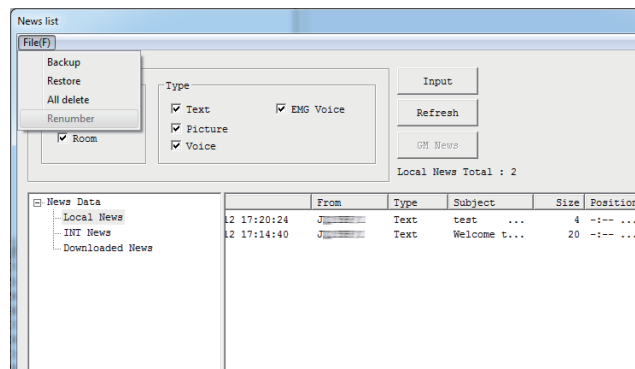 News list
File(F)
Backup
Restore
All delete
Renumber
Room
Type
Text
EMG Voice
Picture
Voice
Input
Refresh
GM News
Local News Total : 2
News Data
Local News
INT News
Downloaded News
From Type Subject Size Position
12 17:20:24 J Text test ... 4 -:-- ...
12 17:14:40 J Text Welcome t... 20 -:-- ...